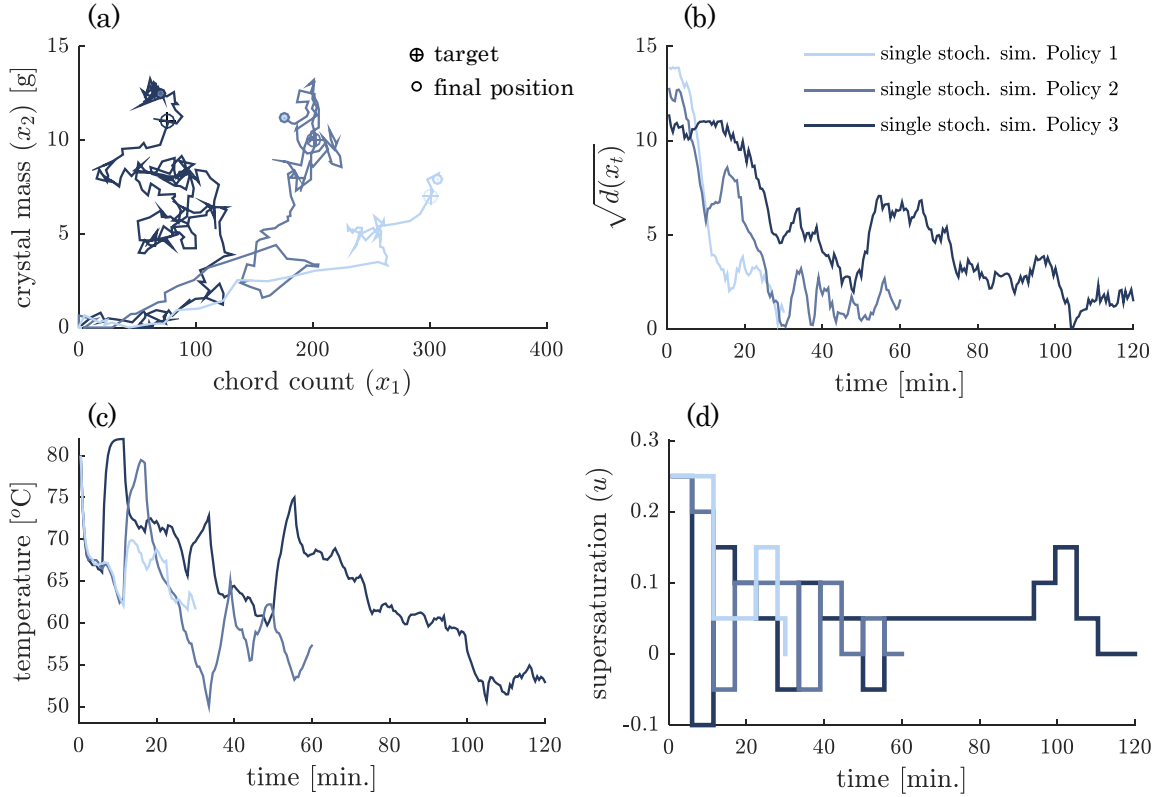 (a)
15
10
5
0
0 100 200 300 400
crystal mass (x₂) [g]
chord count (x₁)
target
final position
(b)
15
10
5
0
0 20 40 60 80 100 120
√d(xₜ)
time [min.]
single stoch. sim. Policy 1
single stoch. sim. Policy 2
single stoch. sim. Policy 3
(c)
80
75
70
65
60
55
50
0 20 40 60 80 100 120
temperature [ᵒC]
time [min.]
(d)
0.3
0.2
0.1
0
-0.1
0 20 40 60 80 100 120
supersaturation (u)
time [min.]